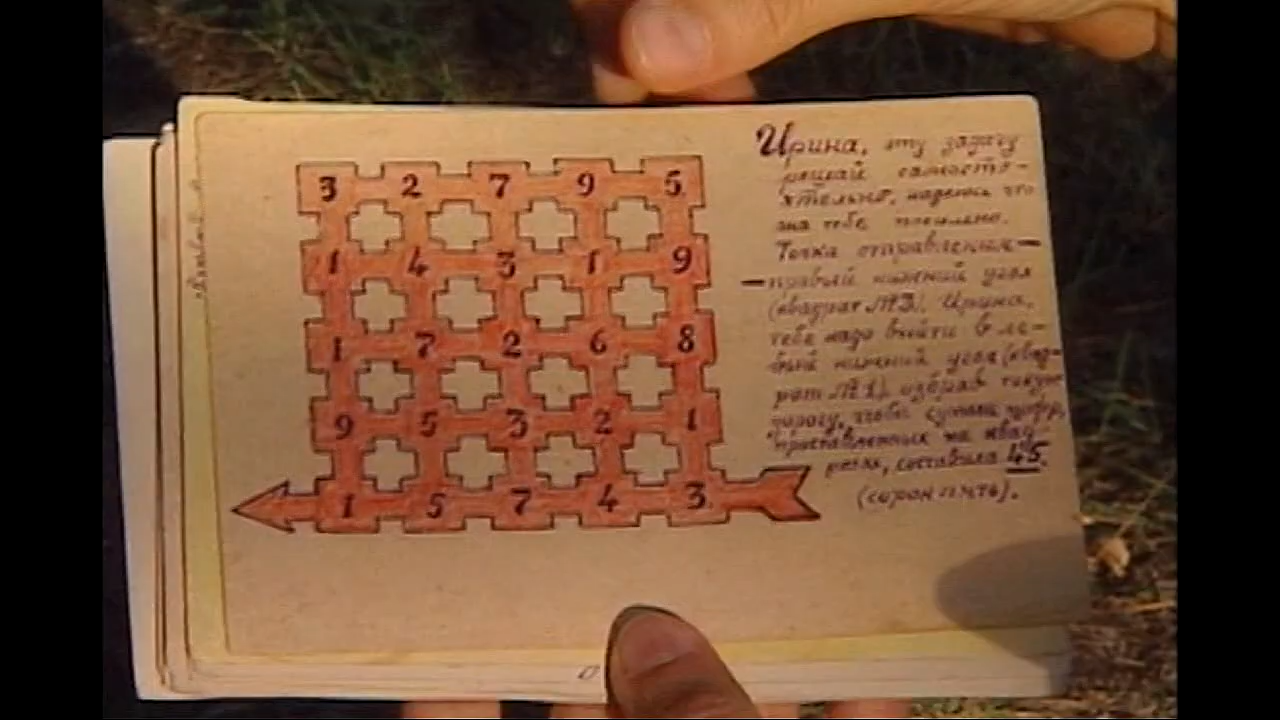 3 2 7 9 5
1 4 3 1 9
1 7 2 6 8
9 5 3 2 1
1 5 7 4 3
Ирина, эту задачу
решай самосто-
ятельно, надеюсь что
она тебе посильна.
Точка отправления —
— правый нижний угол
(квадрат №3). Ирина,
тебе надо выйти в ле-
вый нижний угол (квад-
рат №1), избрав такую
дорогу, чтобы сумма цифр,
проставленных на квад-
ратах, составила 45.
(сорок пять).